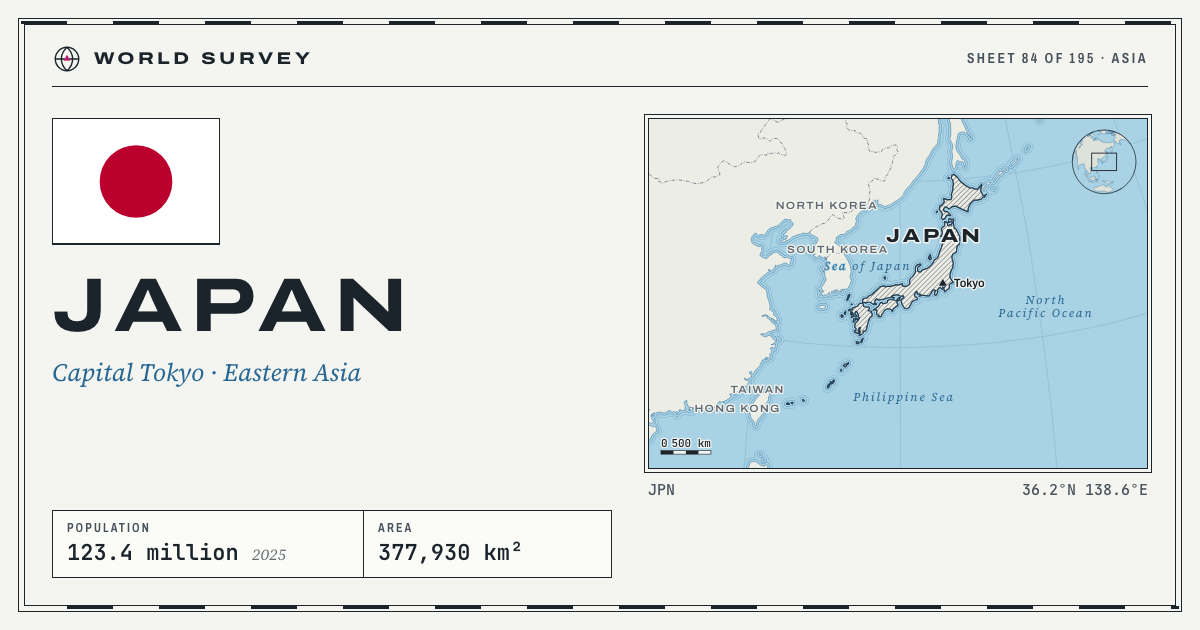 WORLD SURVEY
SHEET 84 OF 195 · ASIA
JAPAN
Capital Tokyo · Eastern Asia
POPULATION
123.4 million 2025
AREA
377,930 km²
NORTH KOREA
JAPAN
SOUTH KOREA
Sea of Japan
Tokyo
North
Pacific Ocean
TAIWAN
Philippine Sea
HONG KONG
0 500 km
JPN
36.2°N 138.6°E